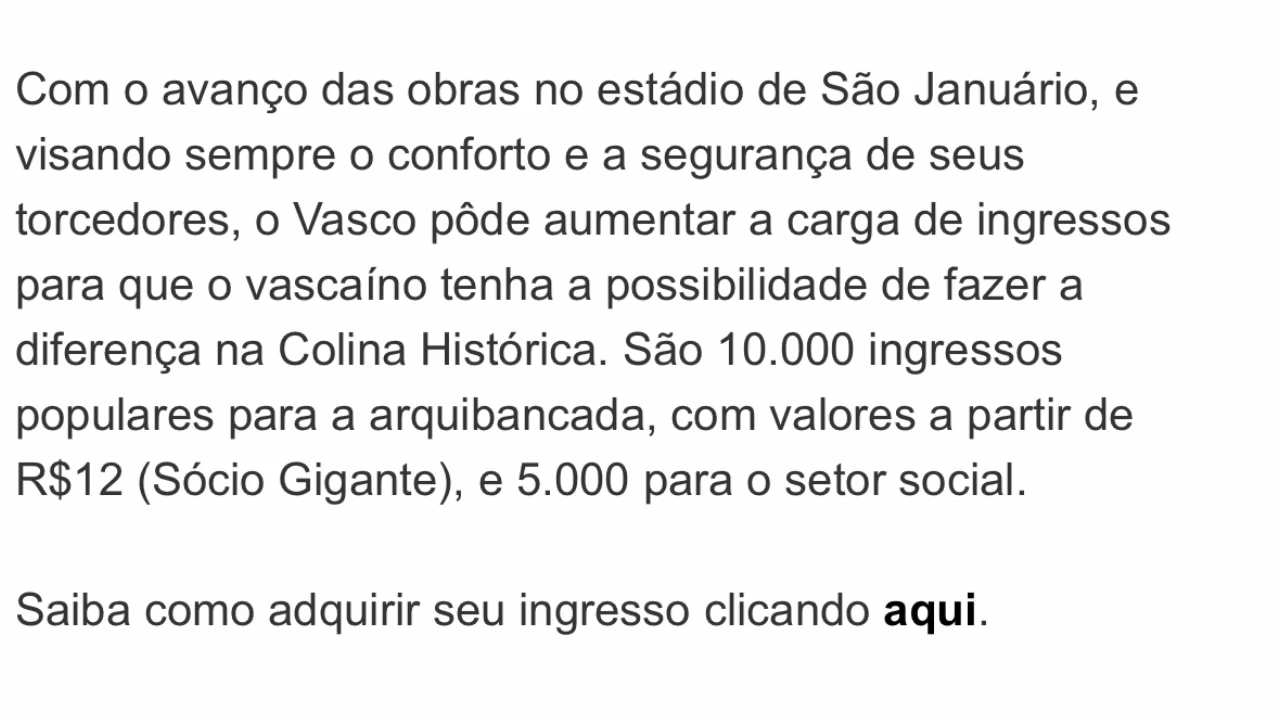 Com o avanço das obras no estádio de São Januário, e
visando sempre o conforto e a segurança de seus
torcedores, o Vasco pôde aumentar a carga de ingressos
para que o vascaíno tenha a possibilidade de fazer a
diferença na Colina Histórica. São 10.000 ingressos
populares para a arquibancada, com valores a partir de
R$12 (Sócio Gigante), e 5.000 para o setor social.
Saiba como adquirir seu ingresso clicando aqui.